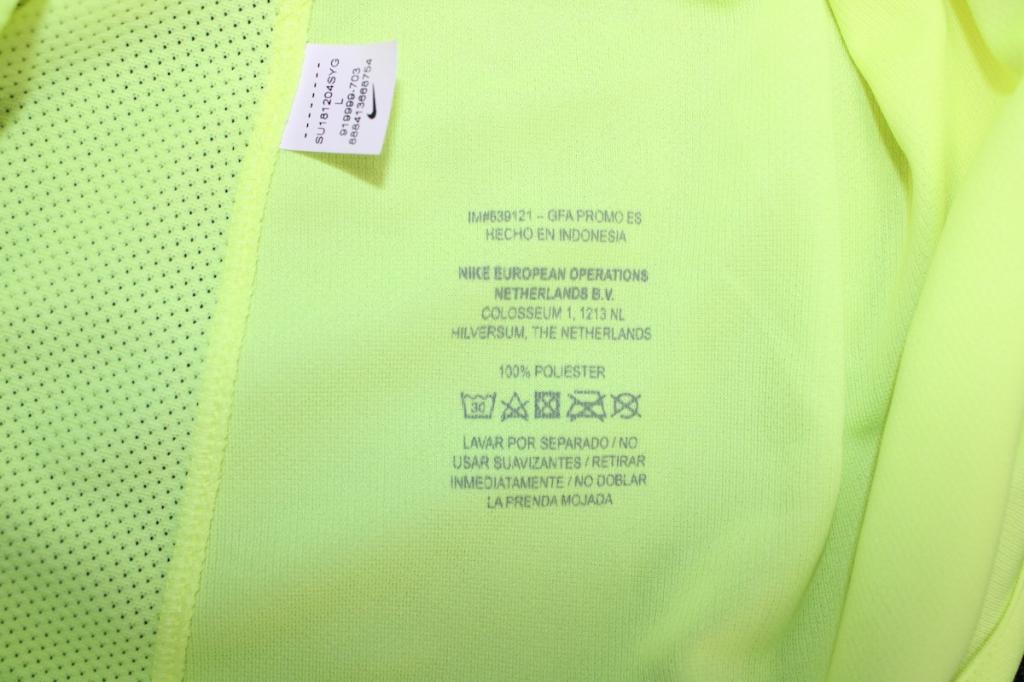 SU181204SYG
L
919999-703
888413668754
IM#639121 – GFA PROMO ES
HECHO EN INDONESIA
NIKE EUROPEAN OPERATIONS
NETHERLANDS B.V.
COLOSSEUM 1, 1213 NL
HILVERSUM, THE NETHERLANDS
100% POLIESTER
30
LAVAR POR SEPARADO / NO
USAR SUAVIZANTES / RETIRAR
INMEDIATAMENTE / NO DOBLAR
LA PRENDA MOJADA